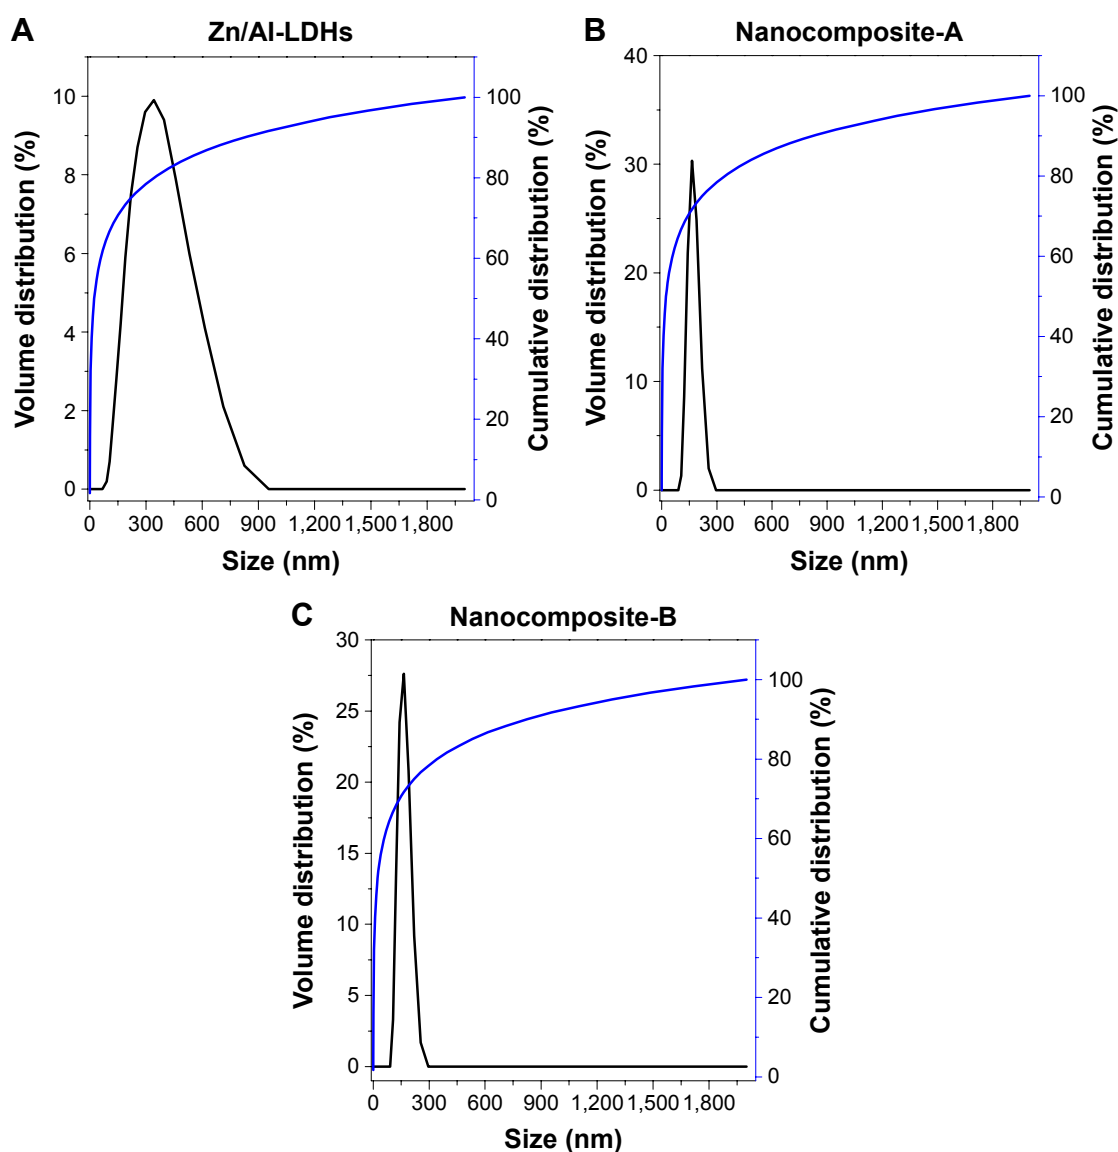 A
Zn/Al-LDHs
Volume distribution (%)
10
8
6
4
2
0
Cumulative distribution (%)
100
80
60
40
20
0
0 300 600 900 1,200 1,500 1,800
Size (nm)
B
Nanocomposite-A
Volume distribution (%)
40
30
20
10
0
Cumulative distribution (%)
100
80
60
40
20
0
0 300 600 900 1,200 1,500 1,800
Size (nm)
C
Nanocomposite-B
Volume distribution (%)
30
25
20
15
10
5
0
Cumulative distribution (%)
100
80
60
40
20
0
0 300 600 900 1,200 1,500 1,800
Size (nm)